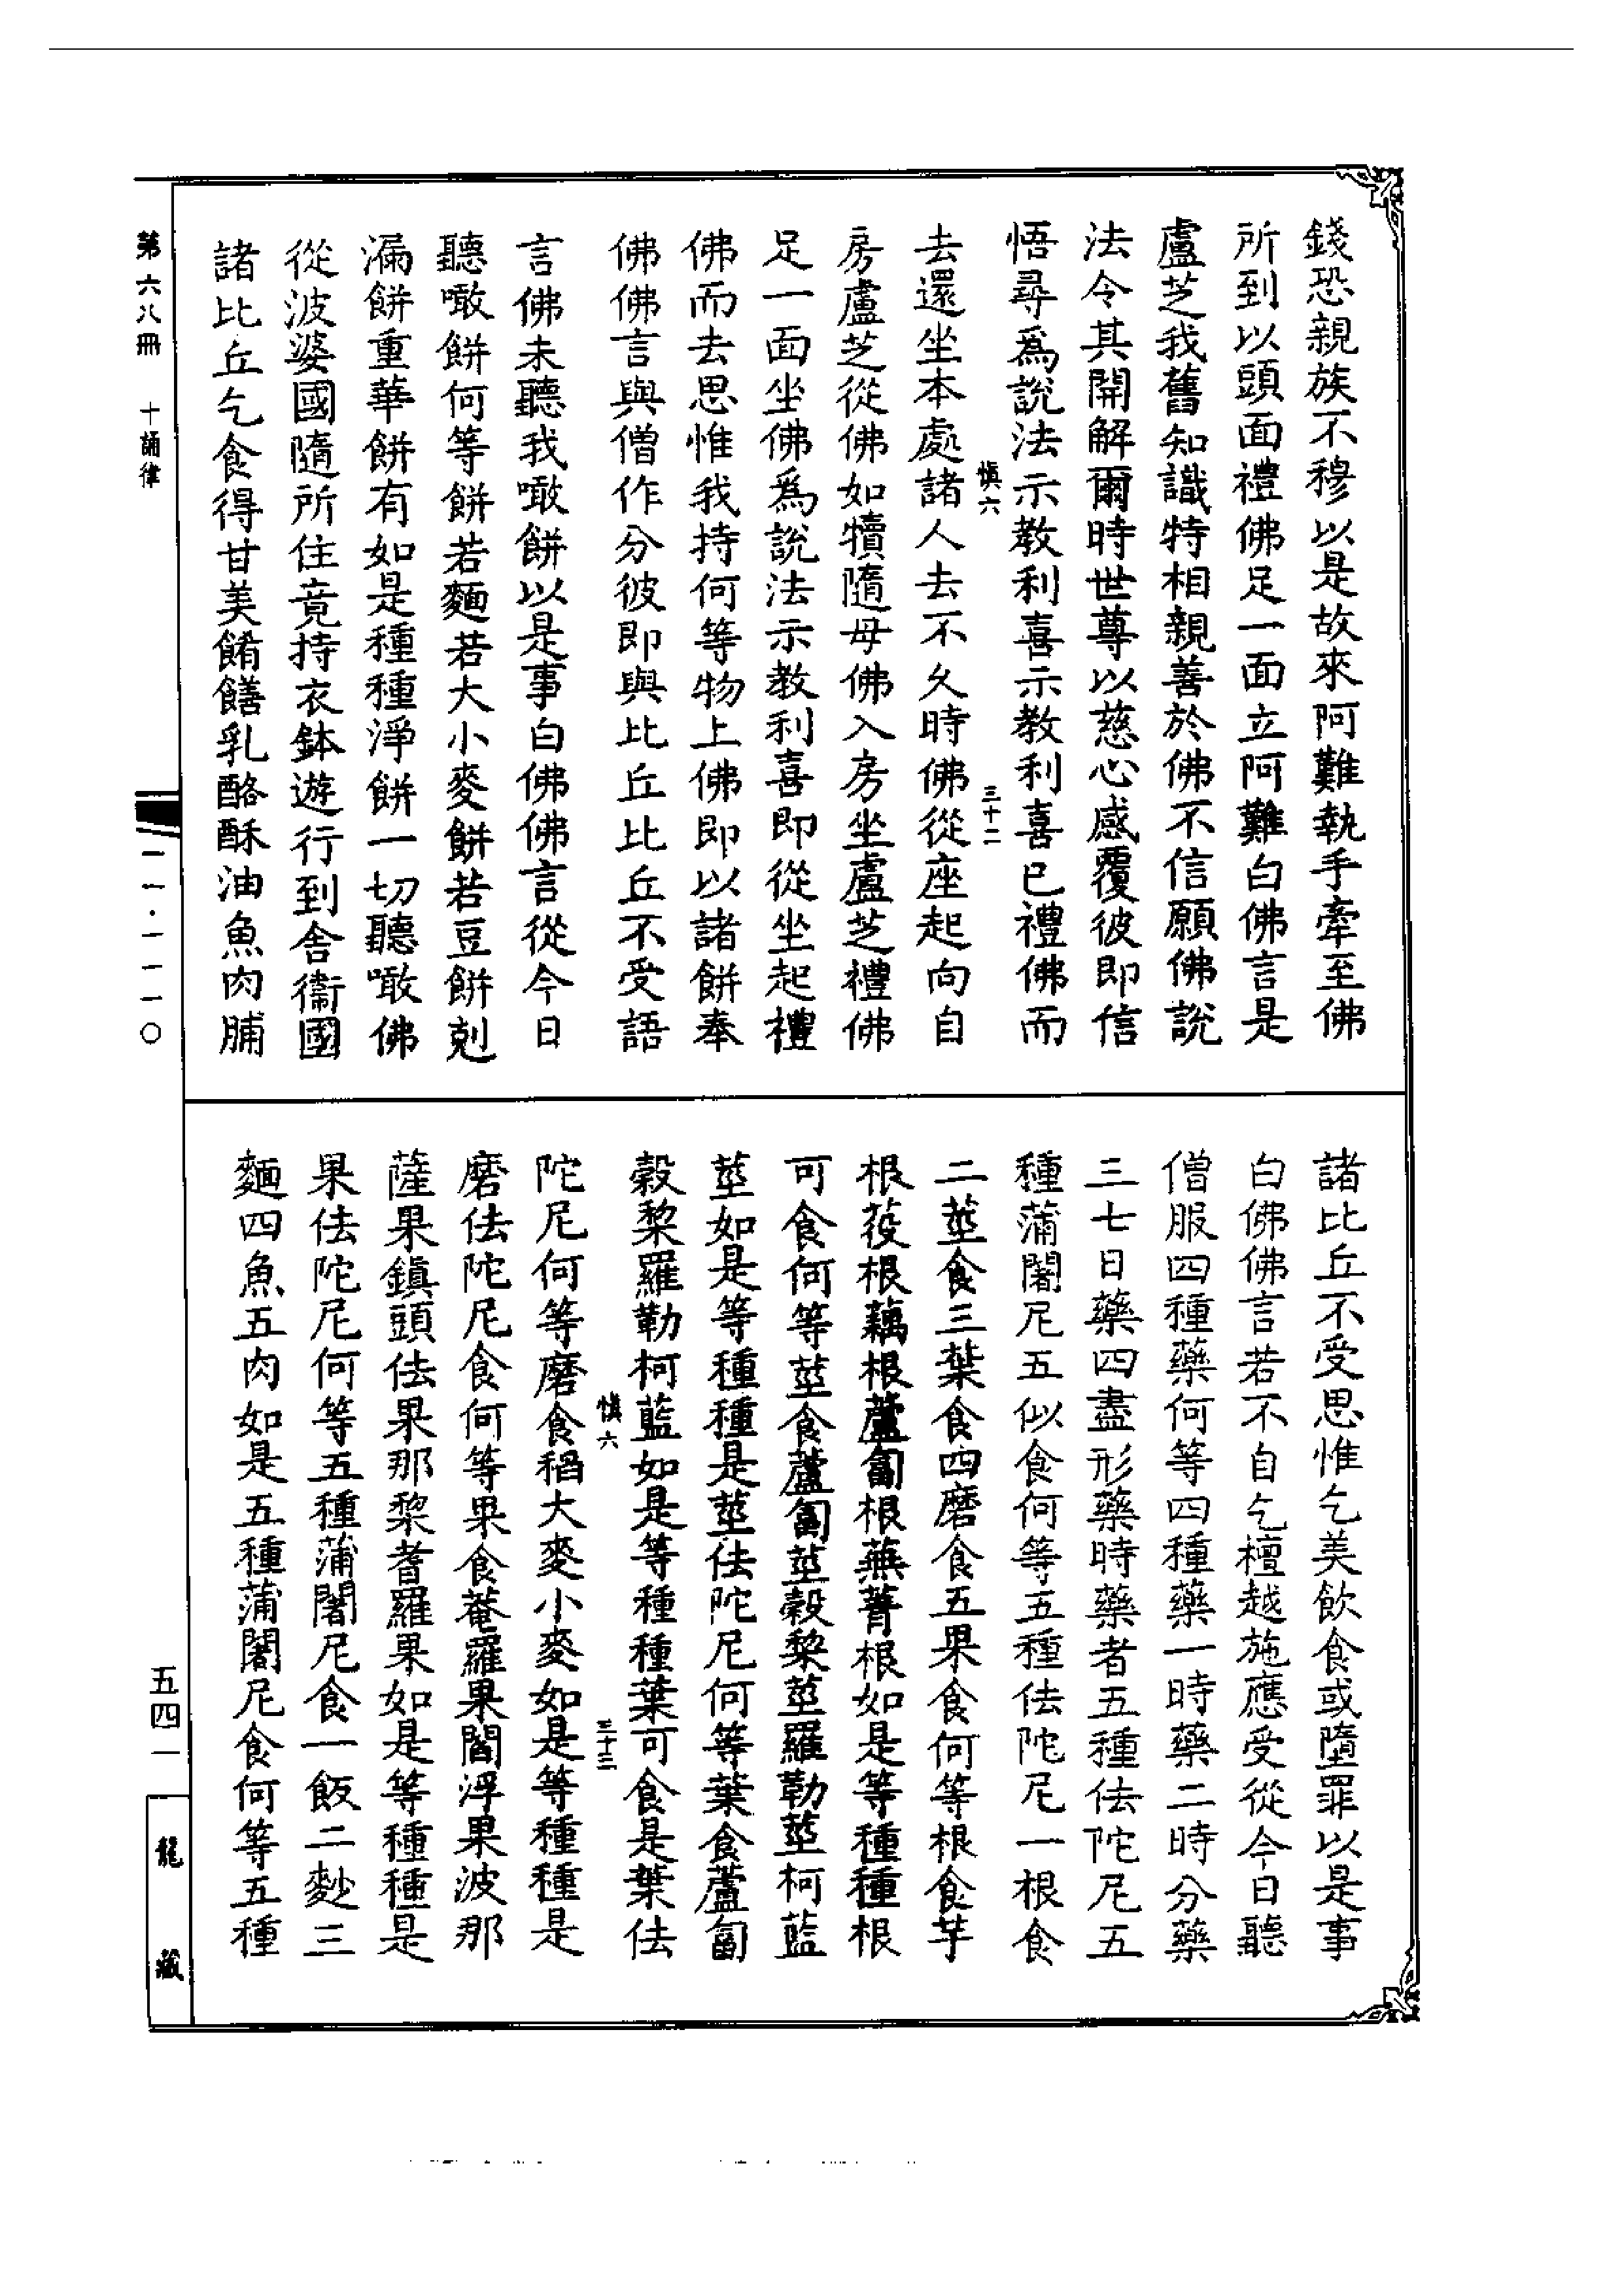 錢恐親族不穆以是故來阿難執手牽至佛
所到以頭面禮佛足一面立阿難白佛言是
盧芝我舊知識特相親善於佛不信願佛說
法令其開解爾時世尊以慈心感覆彼即信
悟尋為說法示教利喜示教利喜已禮佛而
慎六
三十二
去還坐本處諸人去不久時佛從座起向自
房盧芝從佛如犢隨母佛入房坐盧芝禮佛
足一面坐佛為說法示教利喜即從坐起禮
佛而去思惟我持何等物上佛即以諸餅奉
佛佛言與僧作分彼即與比丘比丘不受語
言佛未聽我噉餅以是事白佛佛言從今日
聽噉餅何等餅若麵若大小麥餅若豆餅剋
漏餅重華餅有如是種種淨餅一切聽噉佛
從波婆國隨所住竟持衣鉢遊行到舍衞國
諸比丘乞食得甘美餚饍乳酪酥油魚肉脯
諸比丘不受思惟乞美飲食或墮罪以是事
白佛佛言若不自乞檀越施應受從今日聽
僧服四種藥何等四種藥一時藥二時分藥
三七日藥四盡形藥時藥者五種佉陀尼五
種蒲闍尼五似食何等五種佉陀尼一根食
二莖食三葉食四磨食五果食何等根食芋
根䓈根藕根蘆蔔根蕪菁根如是等種種根
可食何等莖食蘆蔔莖穀棃莖羅勒莖柯藍
莖如是等種種是莖佉陀尼何等葉食蘆蔔
穀棃羅勒柯藍如是等種種葉可食是葉佉
慎六
三十三
陀尼何等磨食稻大麥小麥如是等種種是
磨佉陀尼食何等果食菴羅果閻浮果波那
薩果鎮頭佉果那棃耆羅果如是等種種是
果佉陀尼何等五種蒲闍尼食一飯二麨三
麵四魚五肉如是五種蒲闍尼食何等五種
第六八冊 十誦律
一一·一一一〇
五四一
龍藏